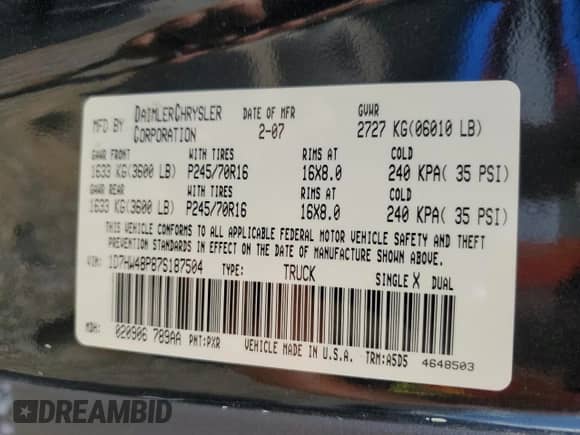 MFD BY DAIMLERCHRYSLER CORPORATION DATE OF MFR 2-07 GVWR 2727 KG(06010 LB)
GAWR FRONT WITH TIRES RIMS AT COLD
1633 KG(3600 LB) P245/70R16 16X8.0 240 KPA( 35 PSI)
GAWR REAR WITH TIRES RIMS AT COLD
1633 KG(3600 LB) P245/70R16 16X8.0 240 KPA( 35 PSI)
THIS VEHICLE CONFORMS TO ALL APPLICABLE FEDERAL MOTOR VEHICLE SAFETY AND THEFT
PREVENTION STANDARDS IN EFFECT ON THE DATE OF MANUFACTURE SHOWN ABOVE.
VIN: 1D7HW48P87S187504 TYPE: TRUCK SINGLE X DUAL
MDH: 020906 789AA PNT:PXR VEHICLE MADE IN U.S.A. TRM:A5D5 4648503
DREAMBID